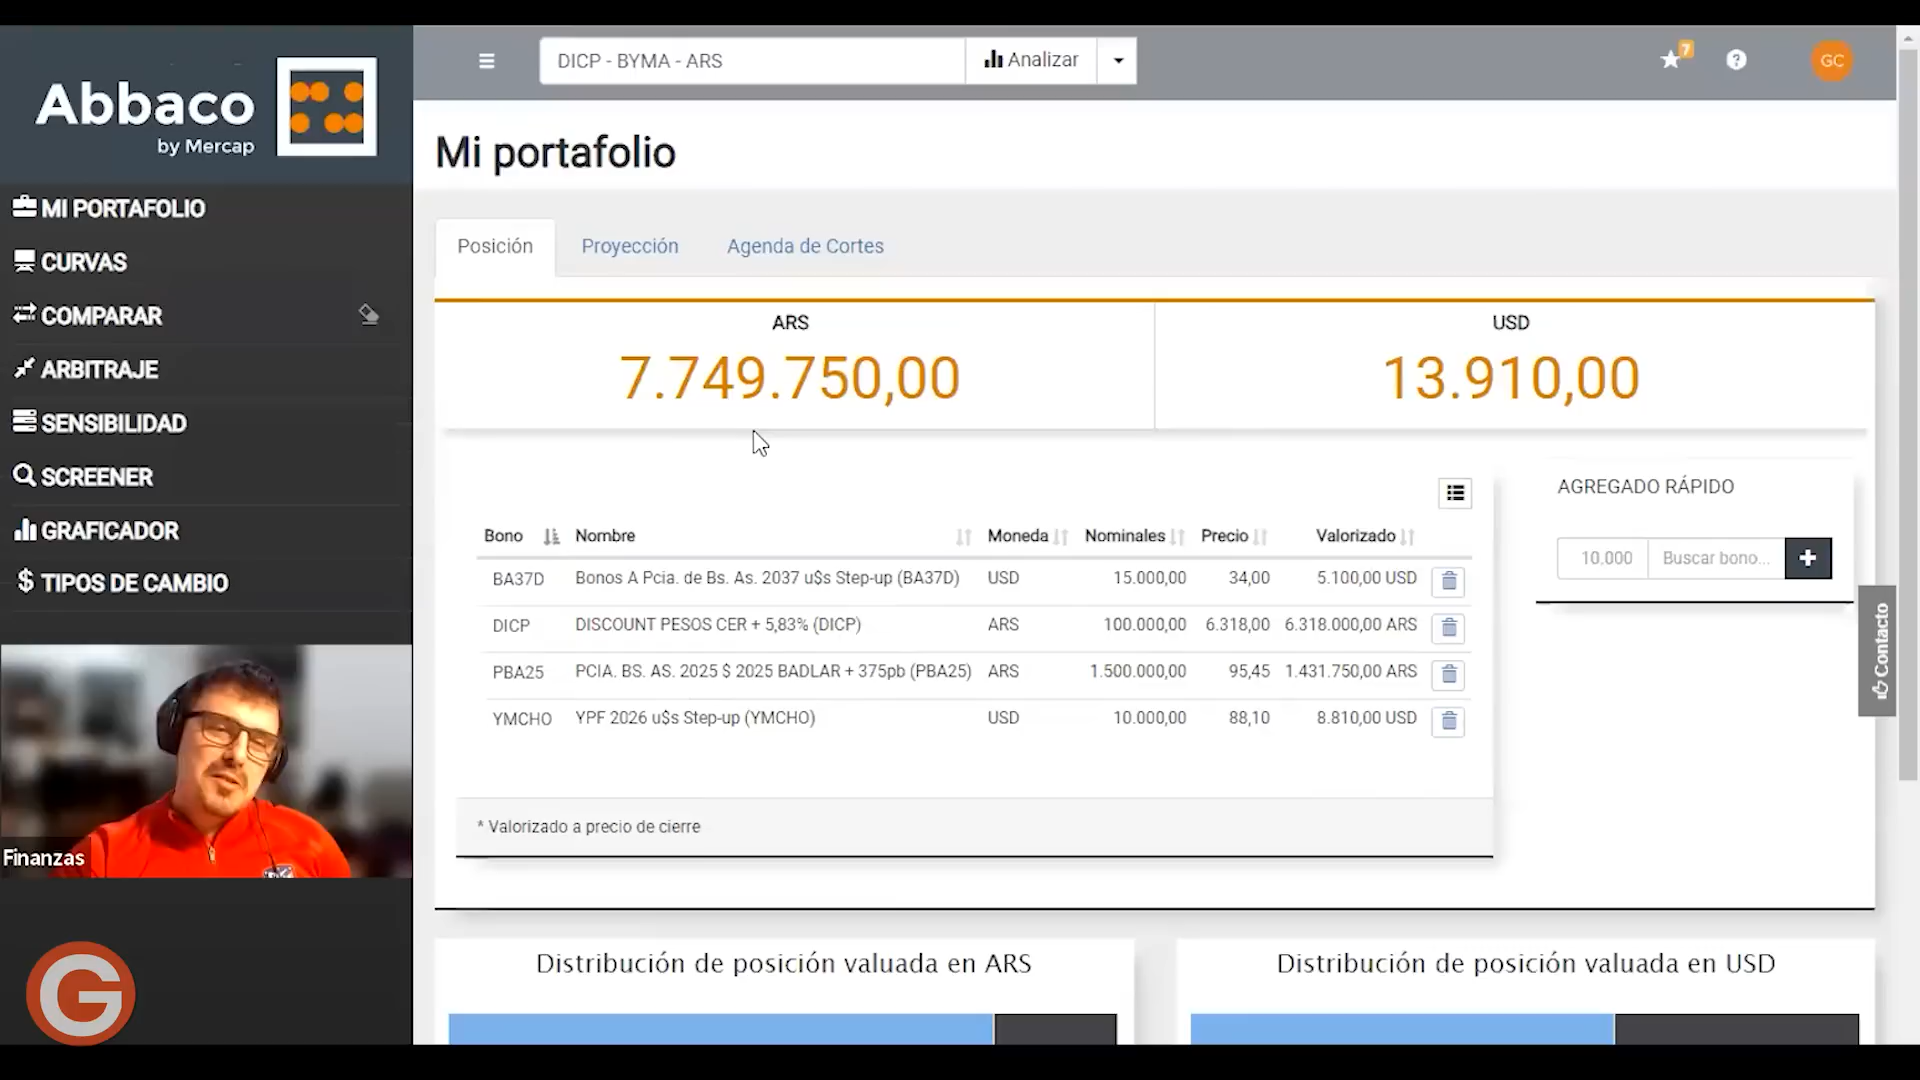 Abbaco
by Mercap
MI PORTAFOLIO
CURVAS
COMPARAR
ARBITRAJE
SENSIBILIDAD
SCREENER
GRAFICADOR
$ TIPOS DE CAMBIO
Finanzas
G
DICP - BYMA - ARS
Analizar
7
?
GC
Mi portafolio
Posición
Proyección
Agenda de Cortes
ARS
7.749.750,00
USD
13.910,00
Bono Nombre Moneda Nominales Precio Valorizado
BA37D Bonos A Pcia. de Bs. As. 2037 u$s Step-up (BA37D) USD 15.000,00 34,00 5.100,00 USD
DICP DISCOUNT PESOS CER + 5,83% (DICP) ARS 100.000,00 6.318,00 6.318.000,00 ARS
PBA25 PCIA. BS. AS. 2025 $ 2025 BADLAR + 375pb (PBA25) ARS 1.500.000,00 95,45 1.431.750,00 ARS
YMCHO YPF 2026 u$s Step-up (YMCHO) USD 10.000,00 88,10 8.810,00 USD
* Valorizado a precio de cierre
AGREGADO RÁPIDO
10.000 Buscar bono... +
Contacto
Distribución de posición valuada en ARS
Distribución de posición valuada en USD